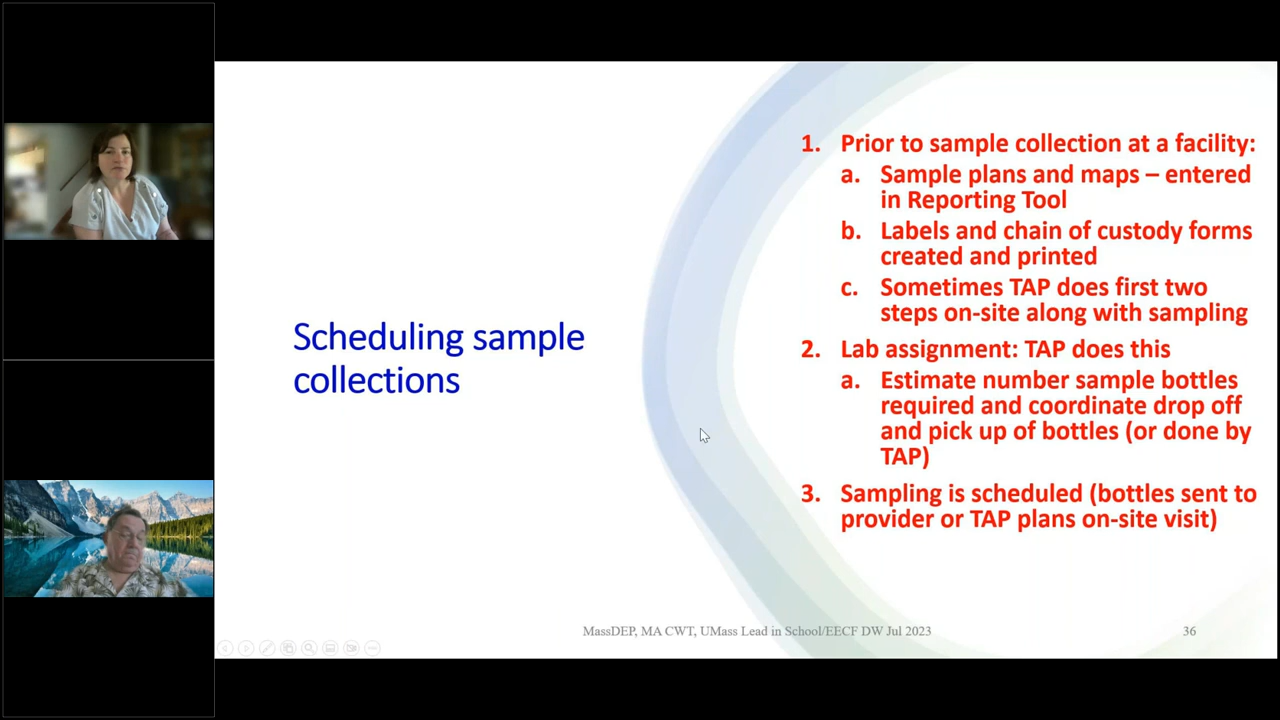 Scheduling sample
collections
1. Prior to sample collection at a facility:
a. Sample plans and maps – entered
in Reporting Tool
b. Labels and chain of custody forms
created and printed
c. Sometimes TAP does first two
steps on-site along with sampling
2. Lab assignment: TAP does this
a. Estimate number sample bottles
required and coordinate drop off
and pick up of bottles (or done by
TAP)
3. Sampling is scheduled (bottles sent to
provider or TAP plans on-site visit)
MassDEP, MA CWT, UMass Lead in School/EECF DW Jul 2023
36